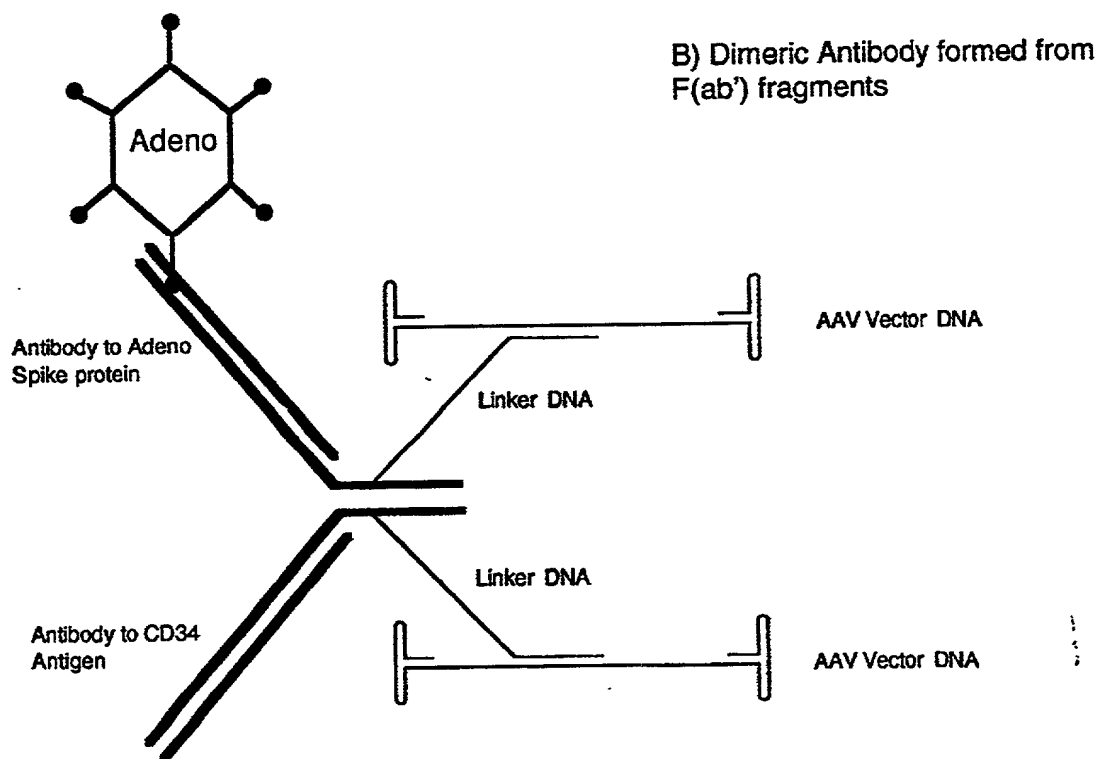 B) Dimeric Antibody formed from
F(ab') fragments
Adeno
AAV Vector DNA
Antibody to Adeno
Spike protein
Linker DNA
Linker DNA
Antibody to CD34
Antigen
AAV Vector DNA